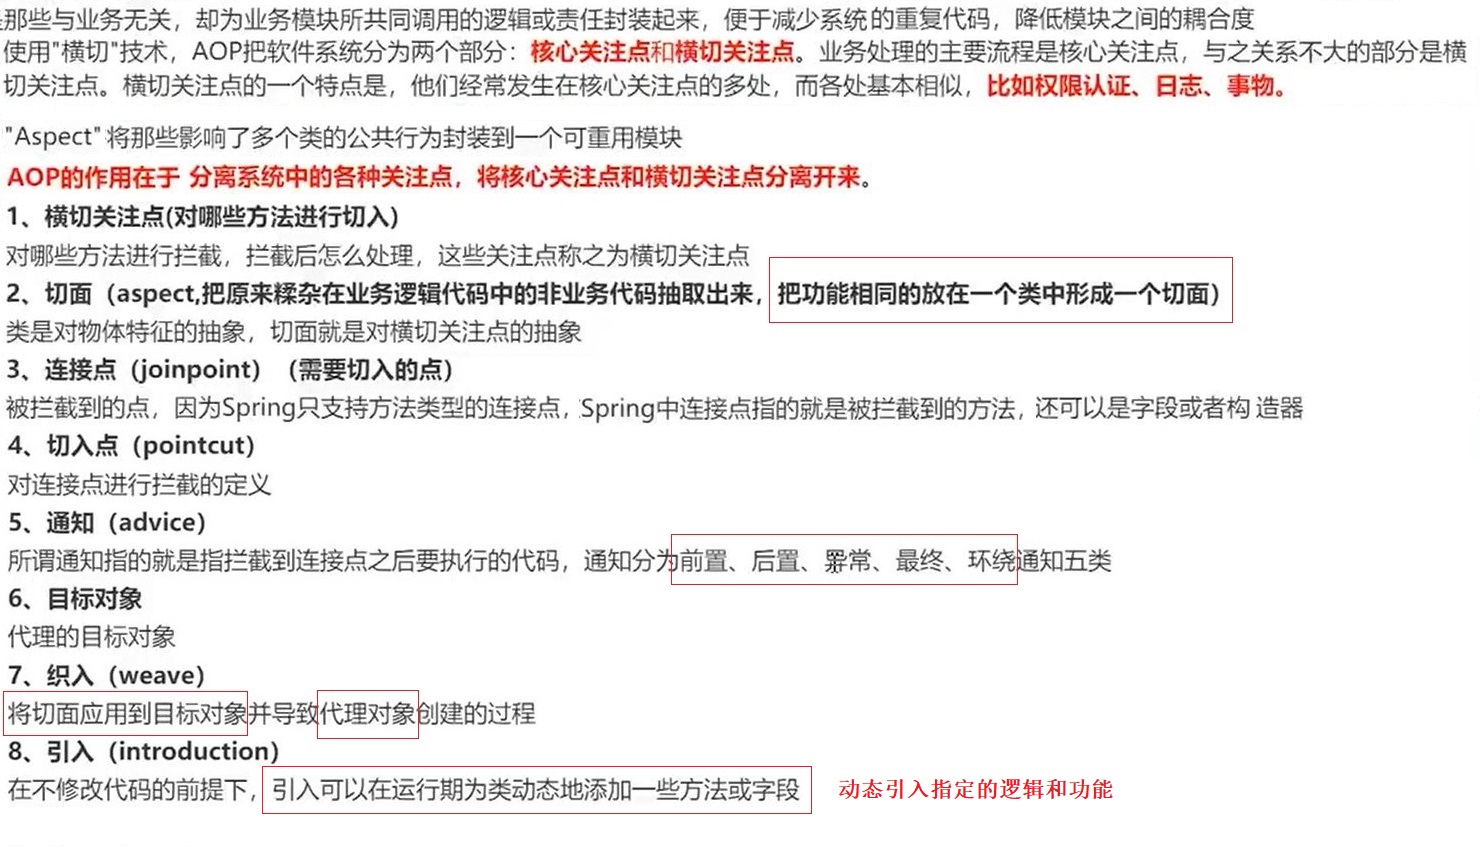 那些与业务无关，却为业务模块所共同调用的逻辑或责任封装起来，便于减少系统的重复代码，降低模块之间的耦合度
使用"横切"技术，AOP把软件系统分为两个部分：核心关注点和横切关注点。业务处理的主要流程是核心关注点，与之关系不大的部分是横
切关注点。横切关注点的一个特点是，他们经常发生在核心关注点的多处，而各处基本相似，比如权限认证、日志、事物。
"Aspect"将那些影响了多个类的公共行为封装到一个可重用模块
AOP的作用在于 分离系统中的各种关注点，将核心关注点和横切关注点分离开来。
1、横切关注点(对哪些方法进行切入)
对哪些方法进行拦截，拦截后怎么处理，这些关注点称之为横切关注点
2、切面（aspect,把原来糅杂在业务逻辑代码中的非业务代码抽取出来，把功能相同的放在一个类中形成一个切面）
类是对物体特征的抽象，切面就是对横切关注点的抽象
3、连接点（joinpoint）（需要切入的点）
被拦截到的点，因为Spring只支持方法类型的连接点，Spring中连接点指的就是被拦截到的方法，还可以是字段或者构 造器
4、切入点（pointcut）
对连接点进行拦截的定义
5、通知（advice）
所谓通知指的就是指拦截到连接点之后要执行的代码，通知分为前置、后置、异常、最终、环绕通知五类
6、目标对象
代理的目标对象
7、织入（weave）
将切面应用到目标对象并导致代理对象创建的过程
8、引入（introduction）
在不修改代码的前提下，引入可以在运行期为类动态地添加一些方法或字段 动态引入指定的逻辑和功能